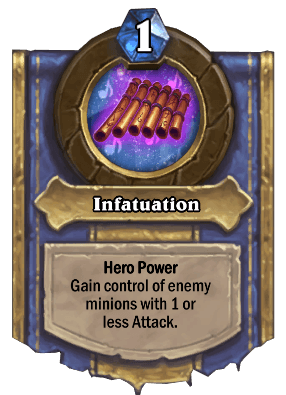 1
Infatuation
Hero Power
Gain control of enemy
minions with 1 or
less Attack.